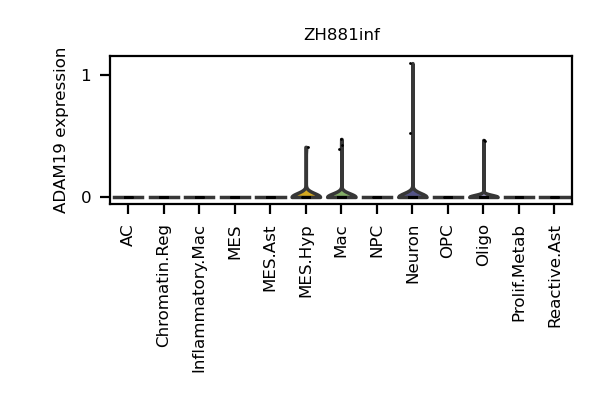 ZH881inf
ADAM19 expression
1
0
AC
Chromatin.Reg
Inflammatory.Mac
MES
MES.Ast
MES.Hyp
Mac
NPC
Neuron
OPC
Oligo
Prolif.Metab
Reactive.Ast